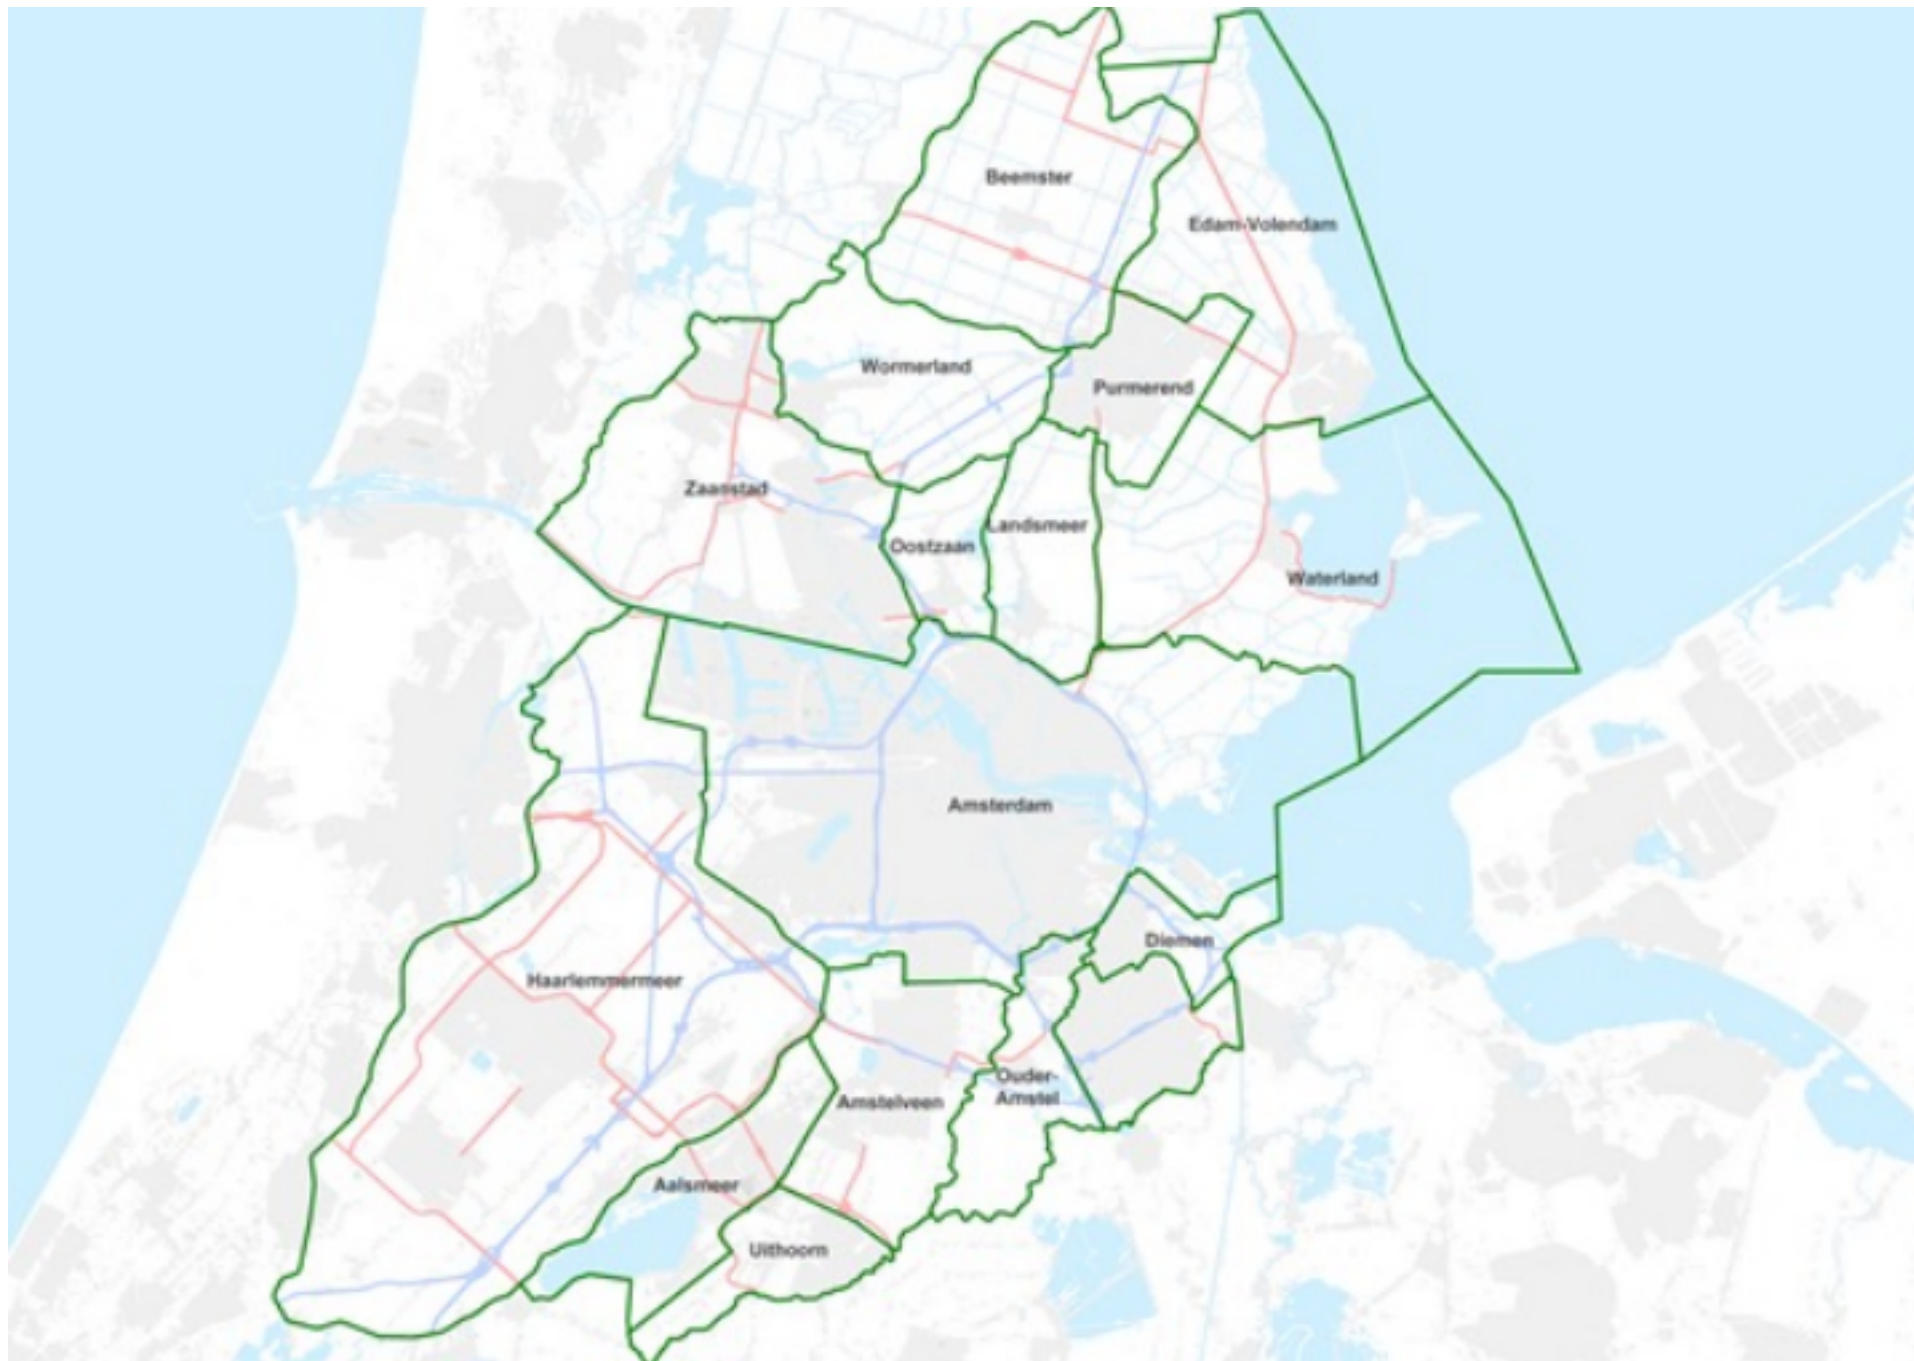 Beemster
Edam-Volendam
Wormerland
Purmerend
Zaanstad
Landsmeer
Oostzaan
Waterland
Amsterdam
Diemen
Haarlemmermeer
Ouder-
Amstel
Amstelveen
Aalsmeer
Uithoorn